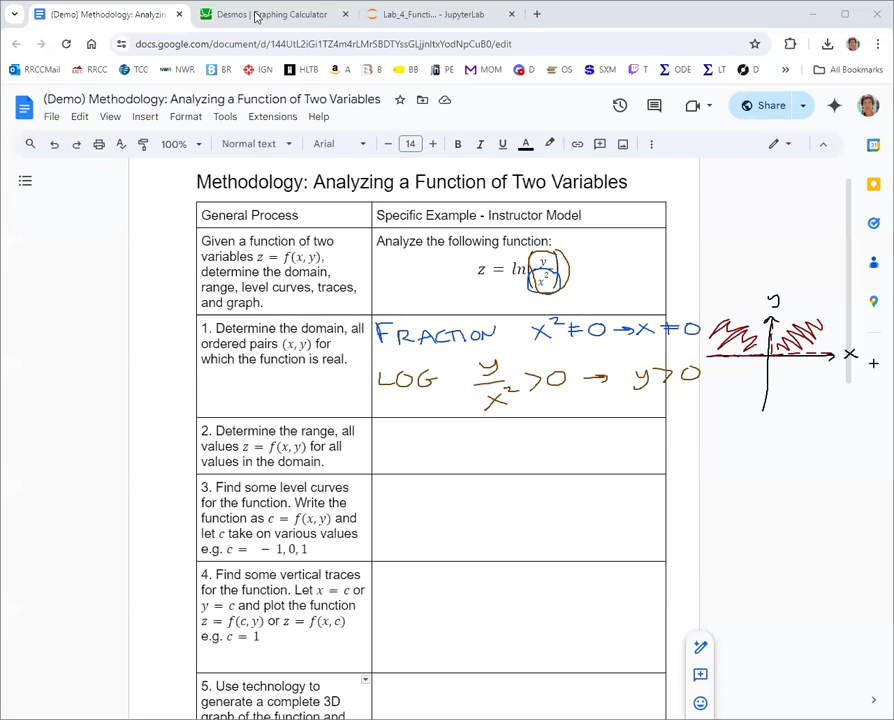 (Demo) Methodology: Analyzin
Desmos | Graphing Calculator
Lab_4_Functi... - JupyterLab
docs.google.com/document/d/144UtL2iGi1TZ4m4rLMrSBDTYssGLjjnltxYodNpCuB0/edit
RRCCMail
RRCC
TCC
NWR
BR
IGN
HLTB
A
B
BB
PE
MOM
D
OS
SXM
T
ODE
LT
D
»
All Bookmarks
(Demo) Methodology: Analyzing a Function of Two Variables
Share
File Edit View Insert Format Tools Extensions Help
100% Normal text Arial 14 B I U A
Methodology: Analyzing a Function of Two Variables
General Process
Specific Example - Instructor Model
Given a function of two
variables z = f(x, y),
determine the domain,
range, level curves, traces,
and graph.
Analyze the following function:
z = ln(y/x²)
1. Determine the domain, all
ordered pairs (x, y) for
which the function is real.
FRACTION x² ≠ 0 → x ≠ 0
LOG y/x² > 0 → y > 0
y
x
2. Determine the range, all
values z = f(x, y) for all
values in the domain.
3. Find some level curves
for the function. Write the
function as c = f(x, y) and
let c take on various values
e.g. c = − 1, 0, 1
4. Find some vertical traces
for the function. Let x = c or
y = c and plot the function
z = f(c, y) or z = f(x, c)
e.g. c = 1
5. Use technology to
generate a complete 3D
graph of the function and